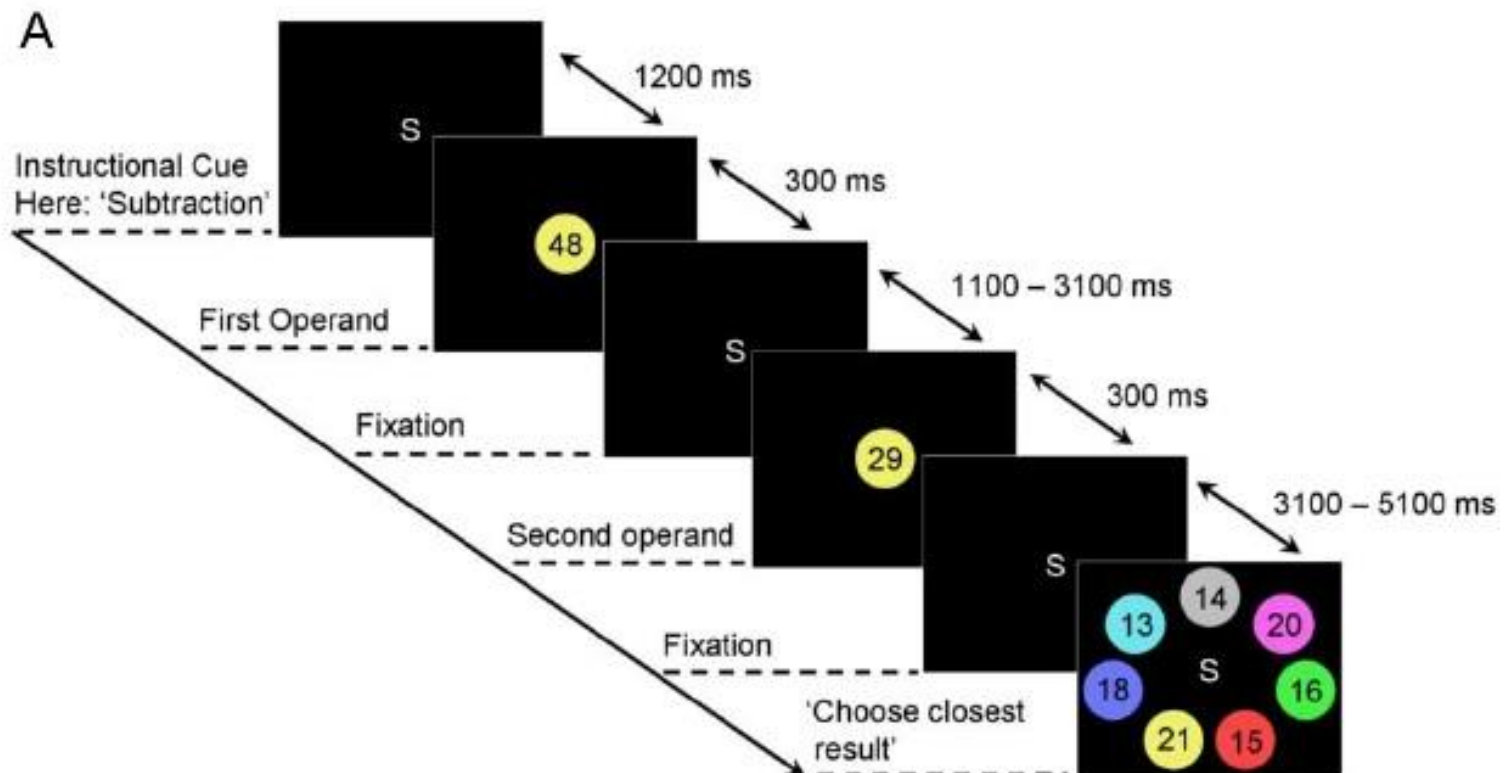 A
1200 ms
S
Instructional Cue
Here: ‘Subtraction’
300 ms
48
First Operand
1100 – 3100 ms
S
Fixation
300 ms
29
Second operand
3100 – 5100 ms
S
Fixation
14
13
20
S
18
16
21
15
‘Choose closest
result’